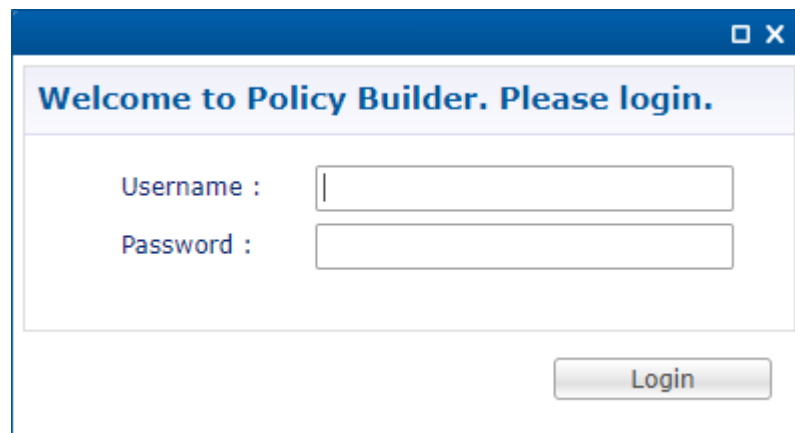 Welcome to Policy Builder. Please login.
Username :
Password :
Login